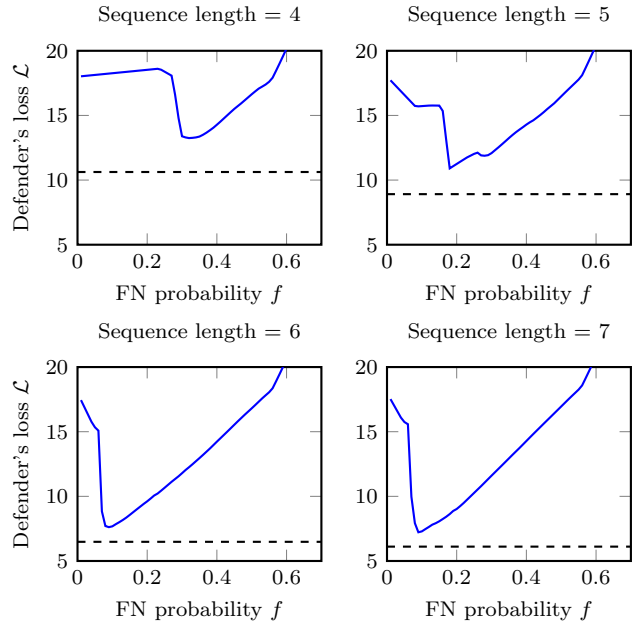 Sequence length = 4
Sequence length = 5
20
15
10
5
0 0.2 0.4 0.6
Defender's loss ℒ
FN probability f
20
15
10
5
0 0.2 0.4 0.6
FN probability f
Sequence length = 6
Sequence length = 7
20
15
10
5
0 0.2 0.4 0.6
Defender's loss ℒ
FN probability f
20
15
10
5
0 0.2 0.4 0.6
FN probability f